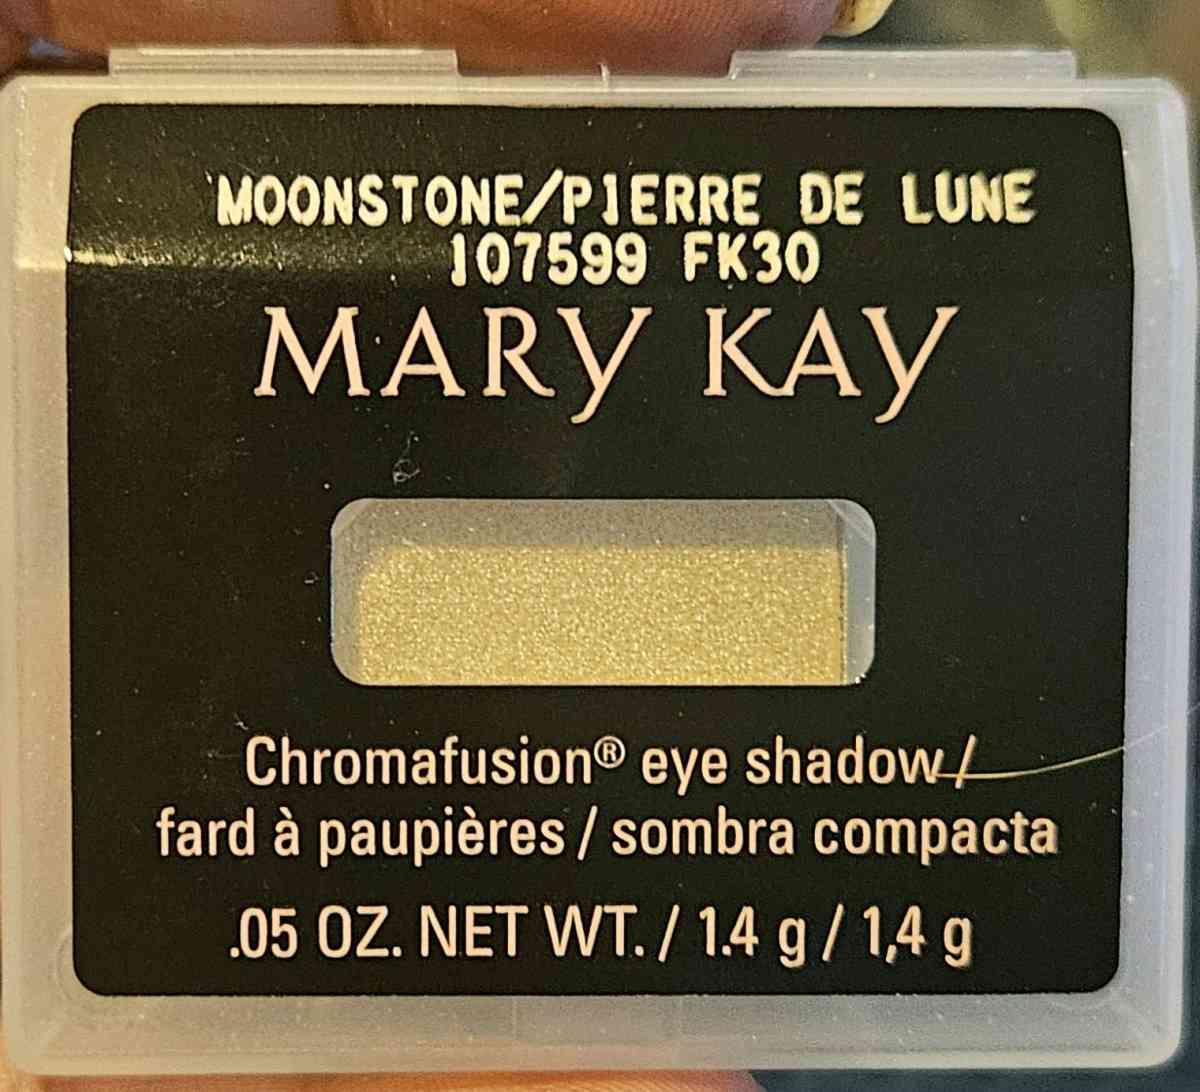 MOONSTONE/PIERRE DE LUNE
107599 FK30
MARY KAY
Chromafusion® eye shadow/
fard à paupières / sombra compacta
.05 OZ. NET WT. / 1.4 g / 1,4 g